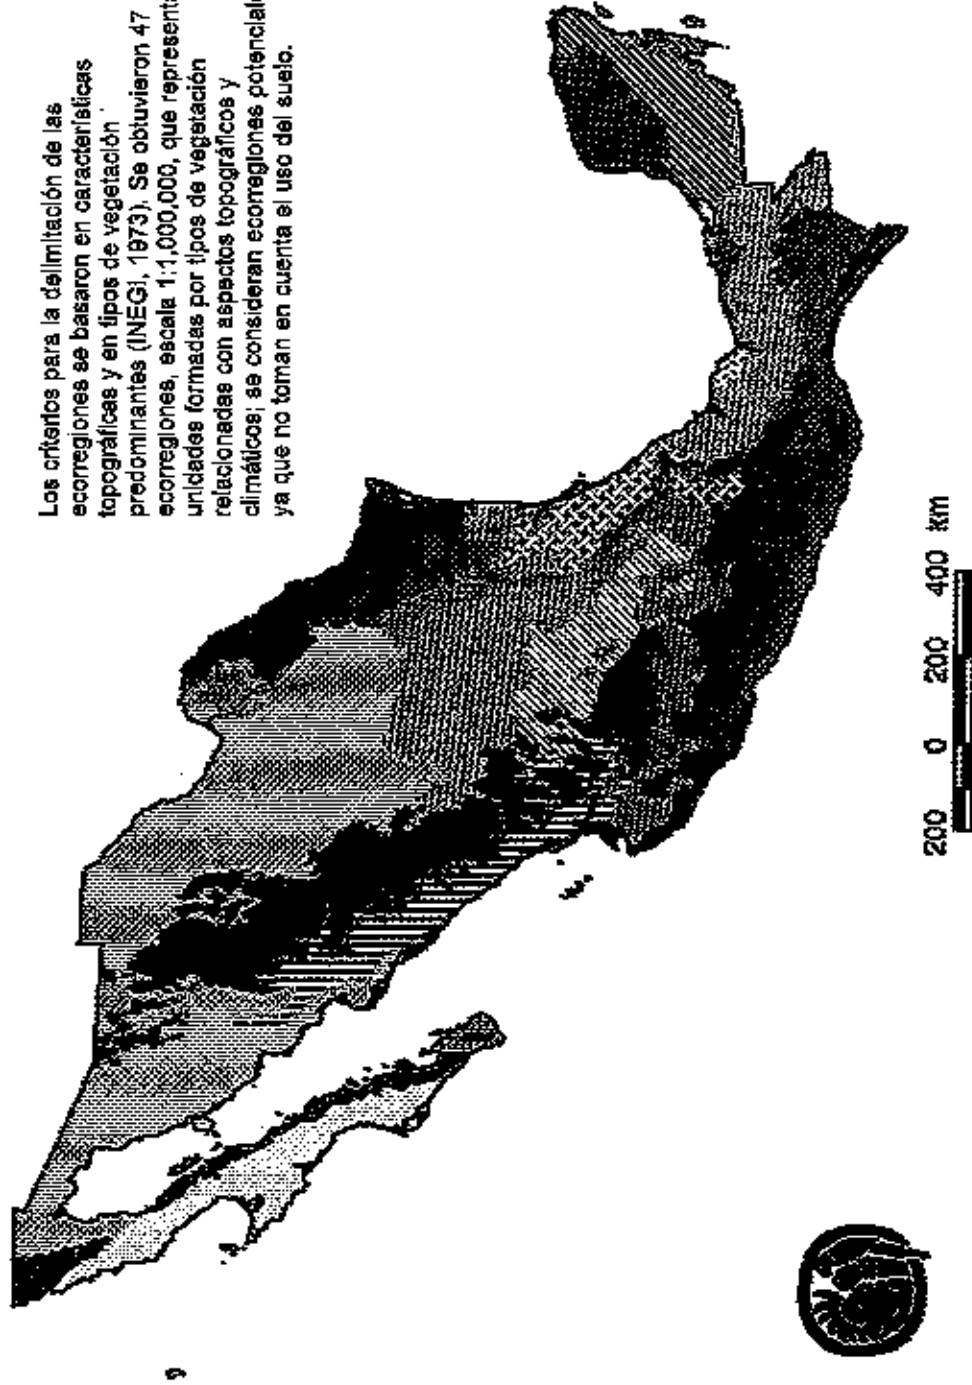 Los criterios para la delimitación de las
ecorregiones se basaron en características
topográficas y en tipos de vegetación
predominantes (INEGI, 1973). Se obtuvieron 47
ecorregiones, escala 1:1,000,000, que represent
unidades formadas por tipos de vegetación
relacionadas con aspectos topográficos y
climáticos; se consideran ecorregiones potencial
ya que no toman en cuenta el uso del suelo.
200 0 200 400 km